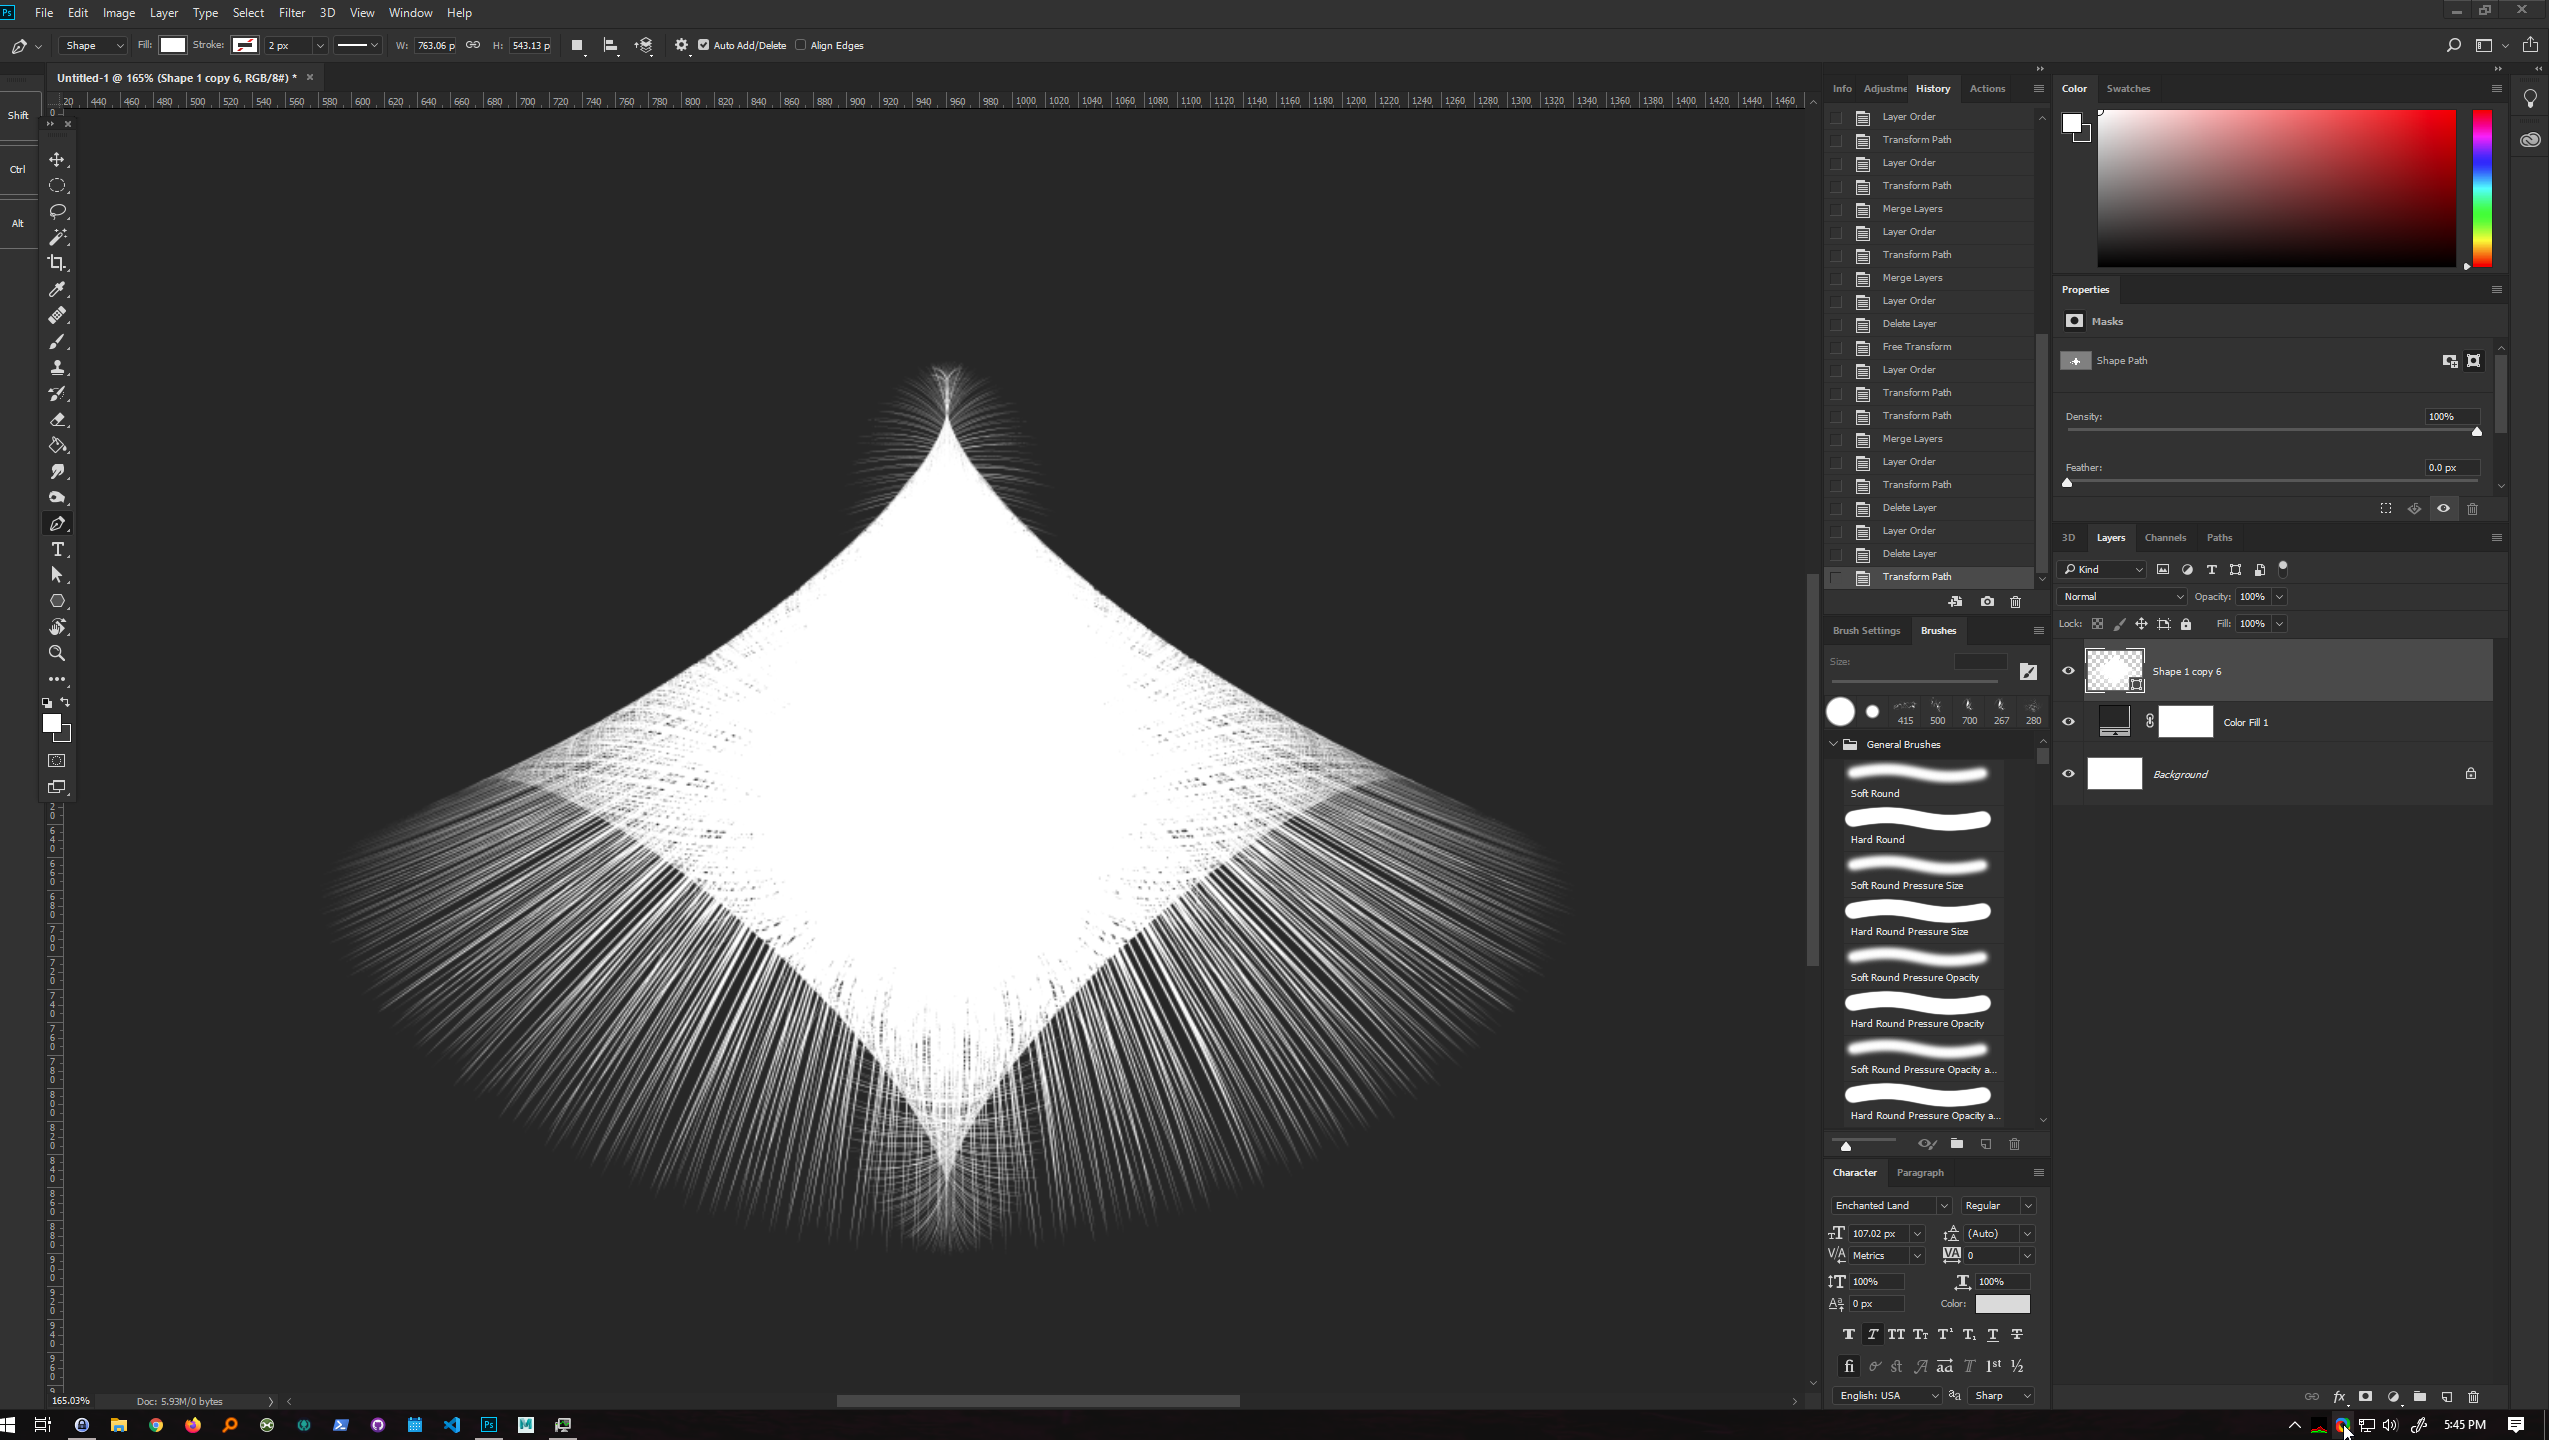 Ps File Edit Image Layer Type Select Filter 3D View Window Help
Shape Fill: Stroke: 2 px W: 763.06 p H: 543.13 p Auto Add/Delete Align Edges
Untitled-1 @ 165% (Shape 1 copy 6, RGB/8#) * ×
20 440 460 480 500 520 540 560 580 600 620 640 660 680 700 720 740 760 780 800 820 840 860 880 900 920 940 960 980 1000 1020 1040 1060 1080 1100 1120 1140 1160 1180 1200 1220 1240 1260 1280 1300 1320 1340 1360 1380 1400 1420 1440 1460
Shift
Ctrl
Alt
Info Adjustme History Actions
Layer Order
Transform Path
Layer Order
Transform Path
Merge Layers
Layer Order
Transform Path
Merge Layers
Layer Order
Delete Layer
Free Transform
Layer Order
Transform Path
Transform Path
Merge Layers
Layer Order
Transform Path
Delete Layer
Layer Order
Delete Layer
Transform Path
Brush Settings Brushes
Size:
415 500 700 267 280
General Brushes
Soft Round
Hard Round
Soft Round Pressure Size
Hard Round Pressure Size
Soft Round Pressure Opacity
Hard Round Pressure Opacity
Soft Round Pressure Opacity a...
Hard Round Pressure Opacity a...
Character Paragraph
Enchanted Land Regular
107.02 px (Auto)
Metrics 0
100% 100%
0 px Color:
English: USA aa Sharp
Color Swatches
Properties
Masks
Shape Path
Density: 100%
Feather: 0.0 px
3D Layers Channels Paths
Kind
Normal Opacity: 100%
Lock: Fill: 100%
Shape 1 copy 6
Color Fill 1
Background
165.03% Doc: 5.93M/0 bytes
5:45 PM